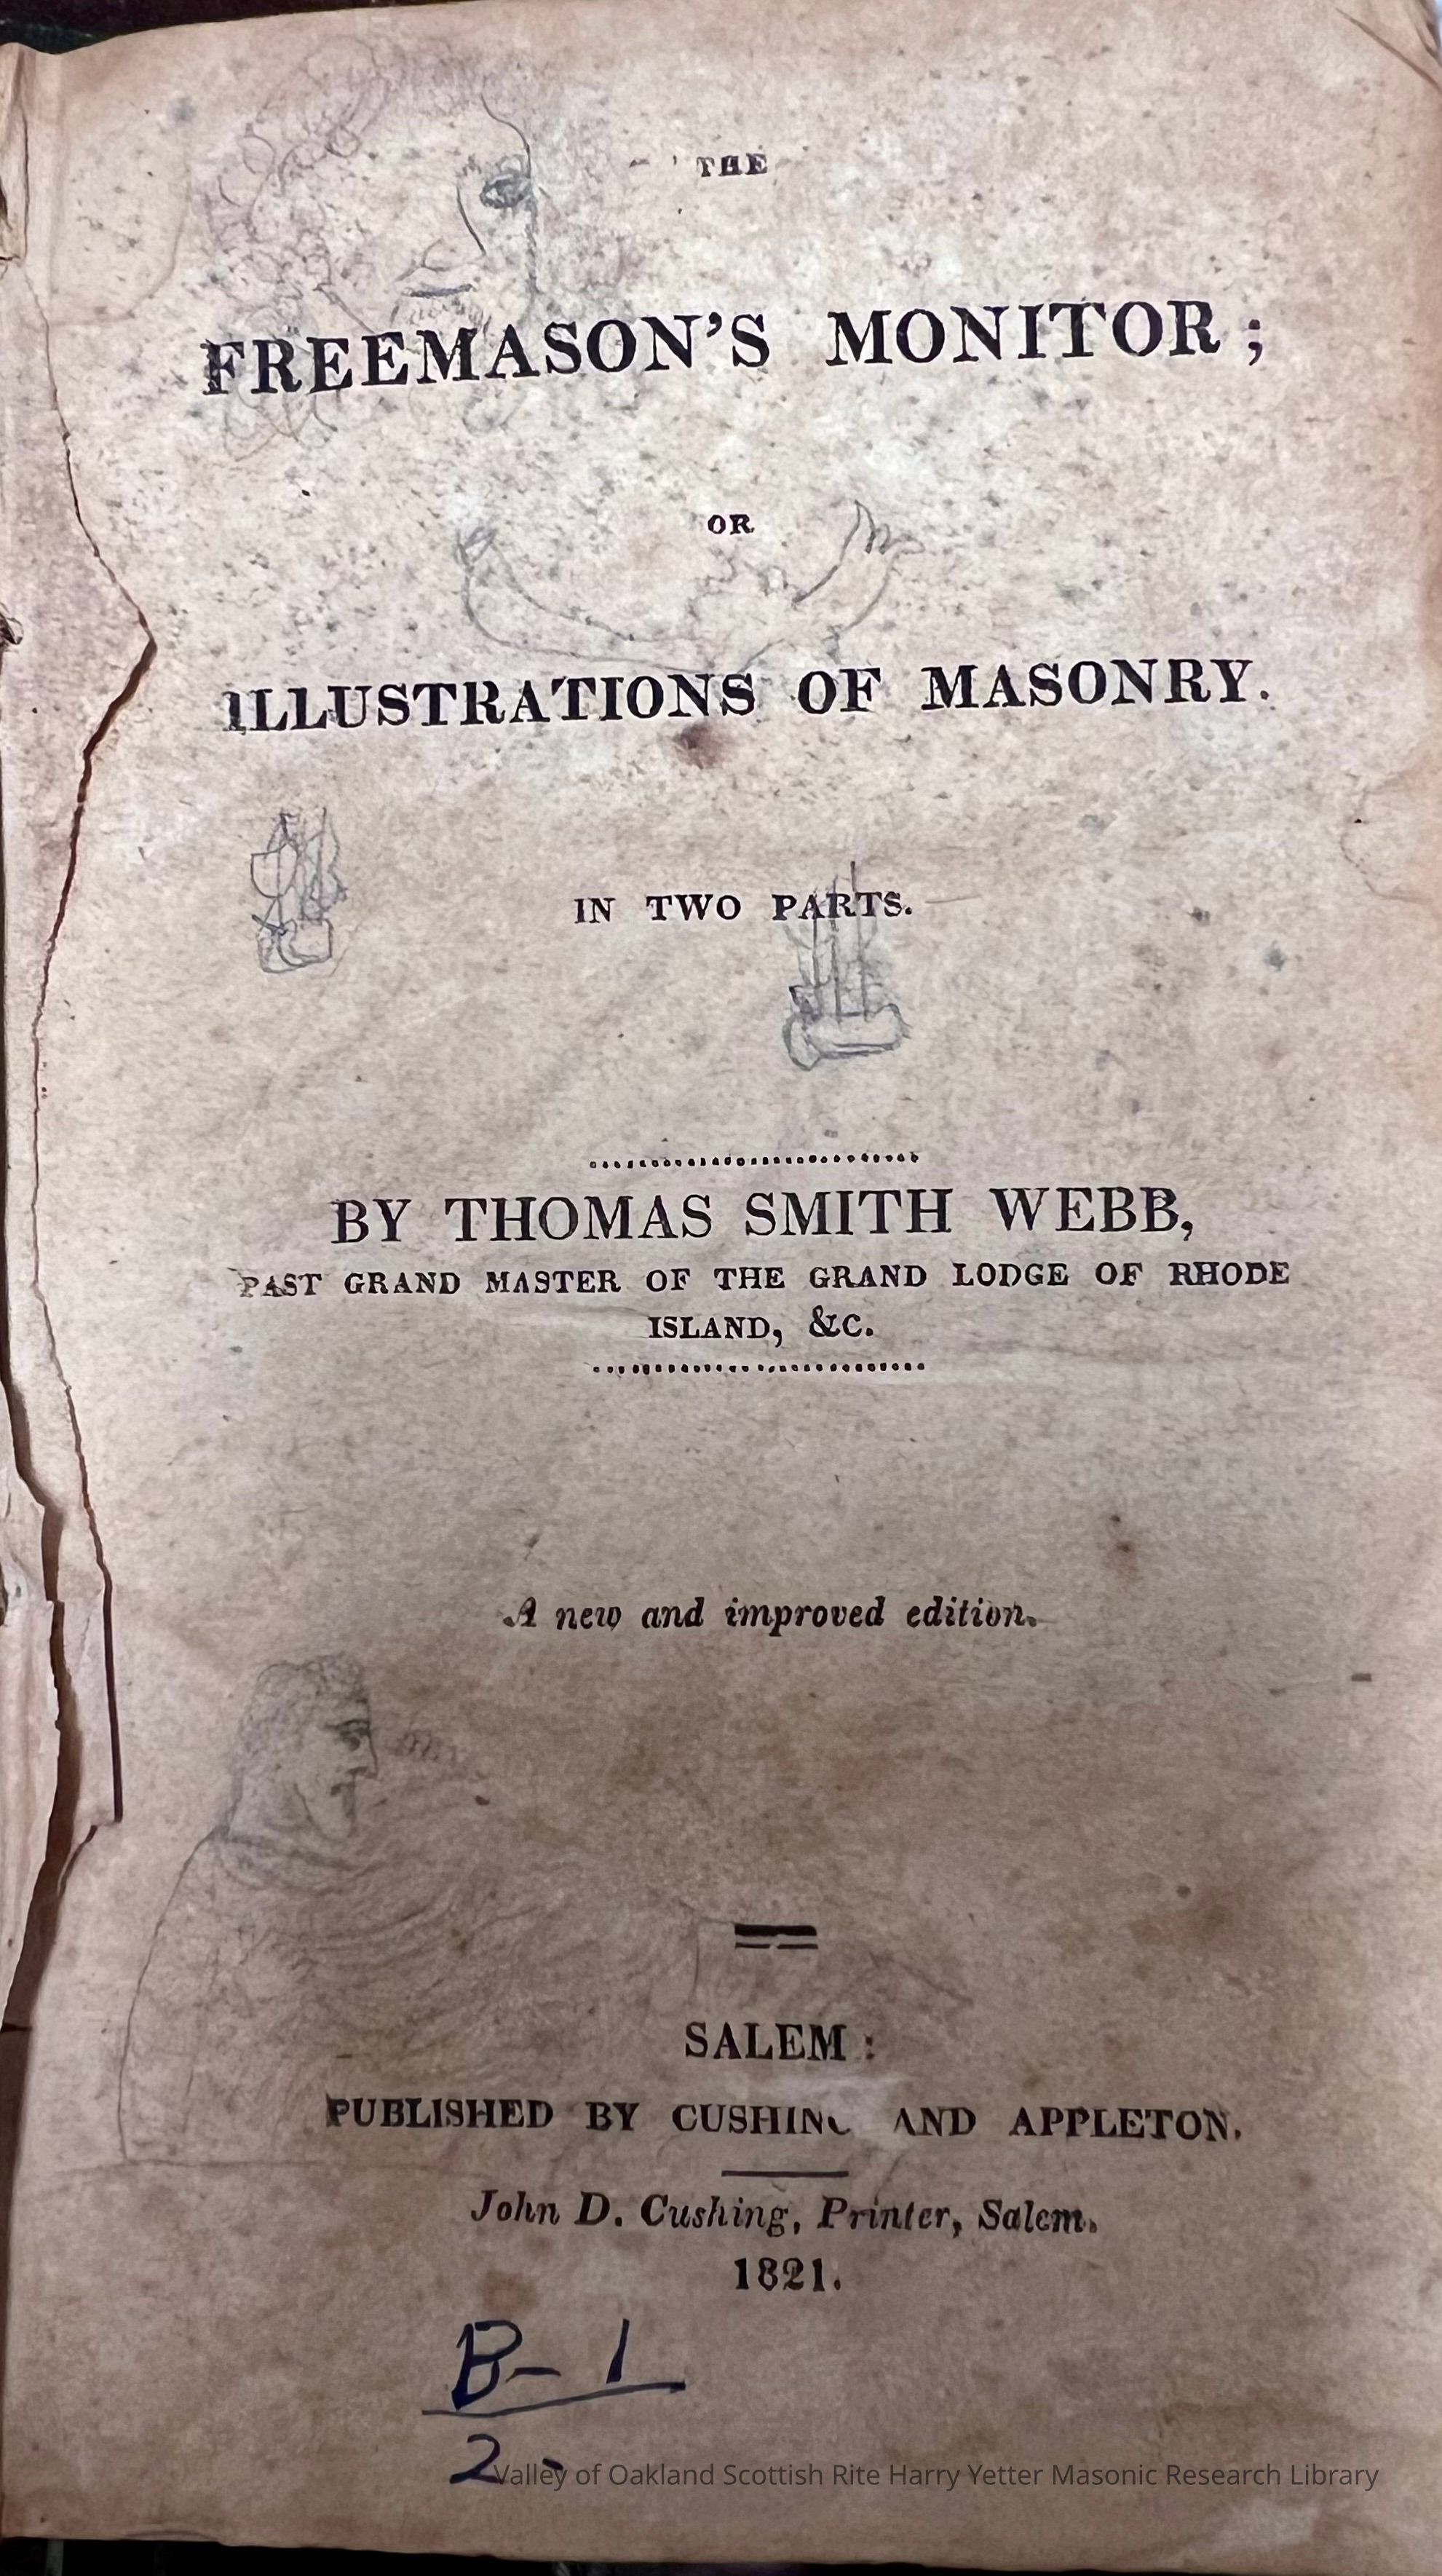 THE
FREEMASON'S MONITOR;
OR
ILLUSTRATIONS OF MASONRY.
IN TWO PARTS.
BY THOMAS SMITH WEBB,
PAST GRAND MASTER OF THE GRAND LODGE OF RHODE
ISLAND, &C.
A new and improved edition.
SALEM:
PUBLISHED BY CUSHING AND APPLETON.
John D. Cushing, Printer, Salem.
1821.
B-1
2-
Valley of Oakland Scottish Rite Harry Yetter Masonic Research Library